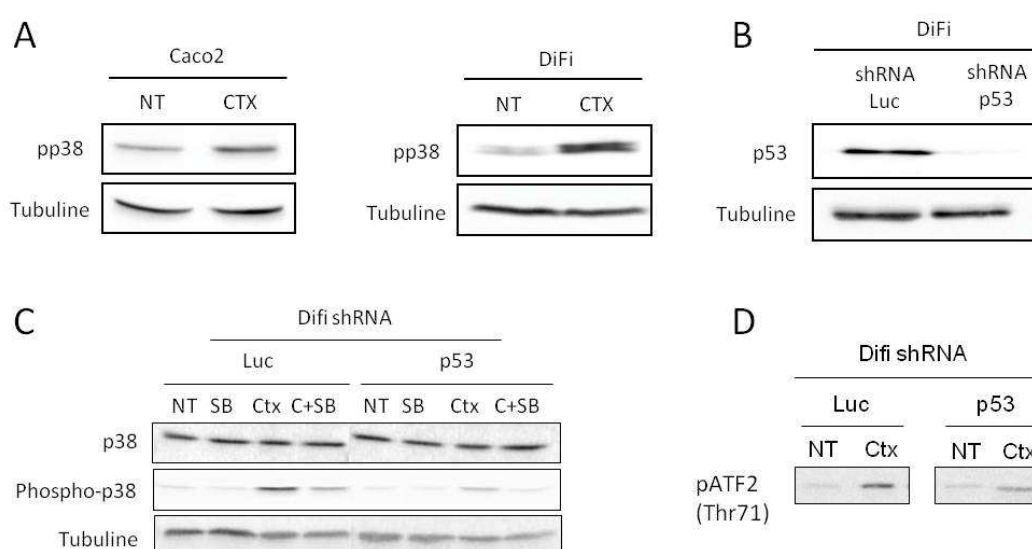 A
Caco2
NT CTX
pp38
Tubuline
DiFi
NT CTX
pp38
Tubuline
B
DiFi
shRNA shRNA
Luc p53
p53
Tubuline
C
Difi shRNA
Luc p53
NT SB Ctx C+SB NT SB Ctx C+SB
p38
Phospho-p38
Tubuline
D
Difi shRNA
Luc p53
NT Ctx NT Ctx
pATF2
(Thr71)